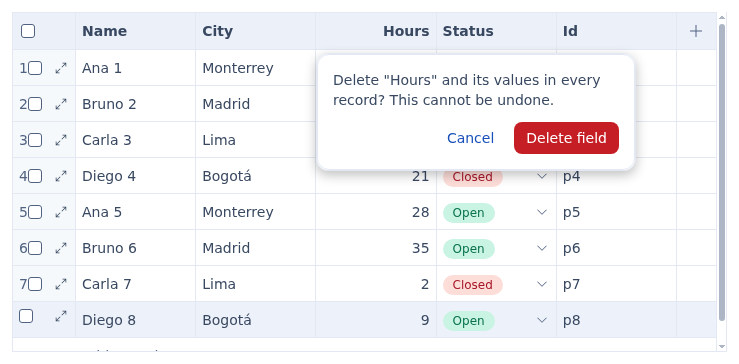 Name City Hours Status Id
1 Ana 1 Monterrey
Delete "Hours" and its values in every
record? This cannot be undone.
2 Bruno 2 Madrid
3 Carla 3 Lima
Cancel Delete field
4 Diego 4 Bogotá 21 Closed p4
5 Ana 5 Monterrey 28 Open p5
6 Bruno 6 Madrid 35 Open p6
7 Carla 7 Lima 2 Closed p7
Diego 8 Bogotá 9 Open p8